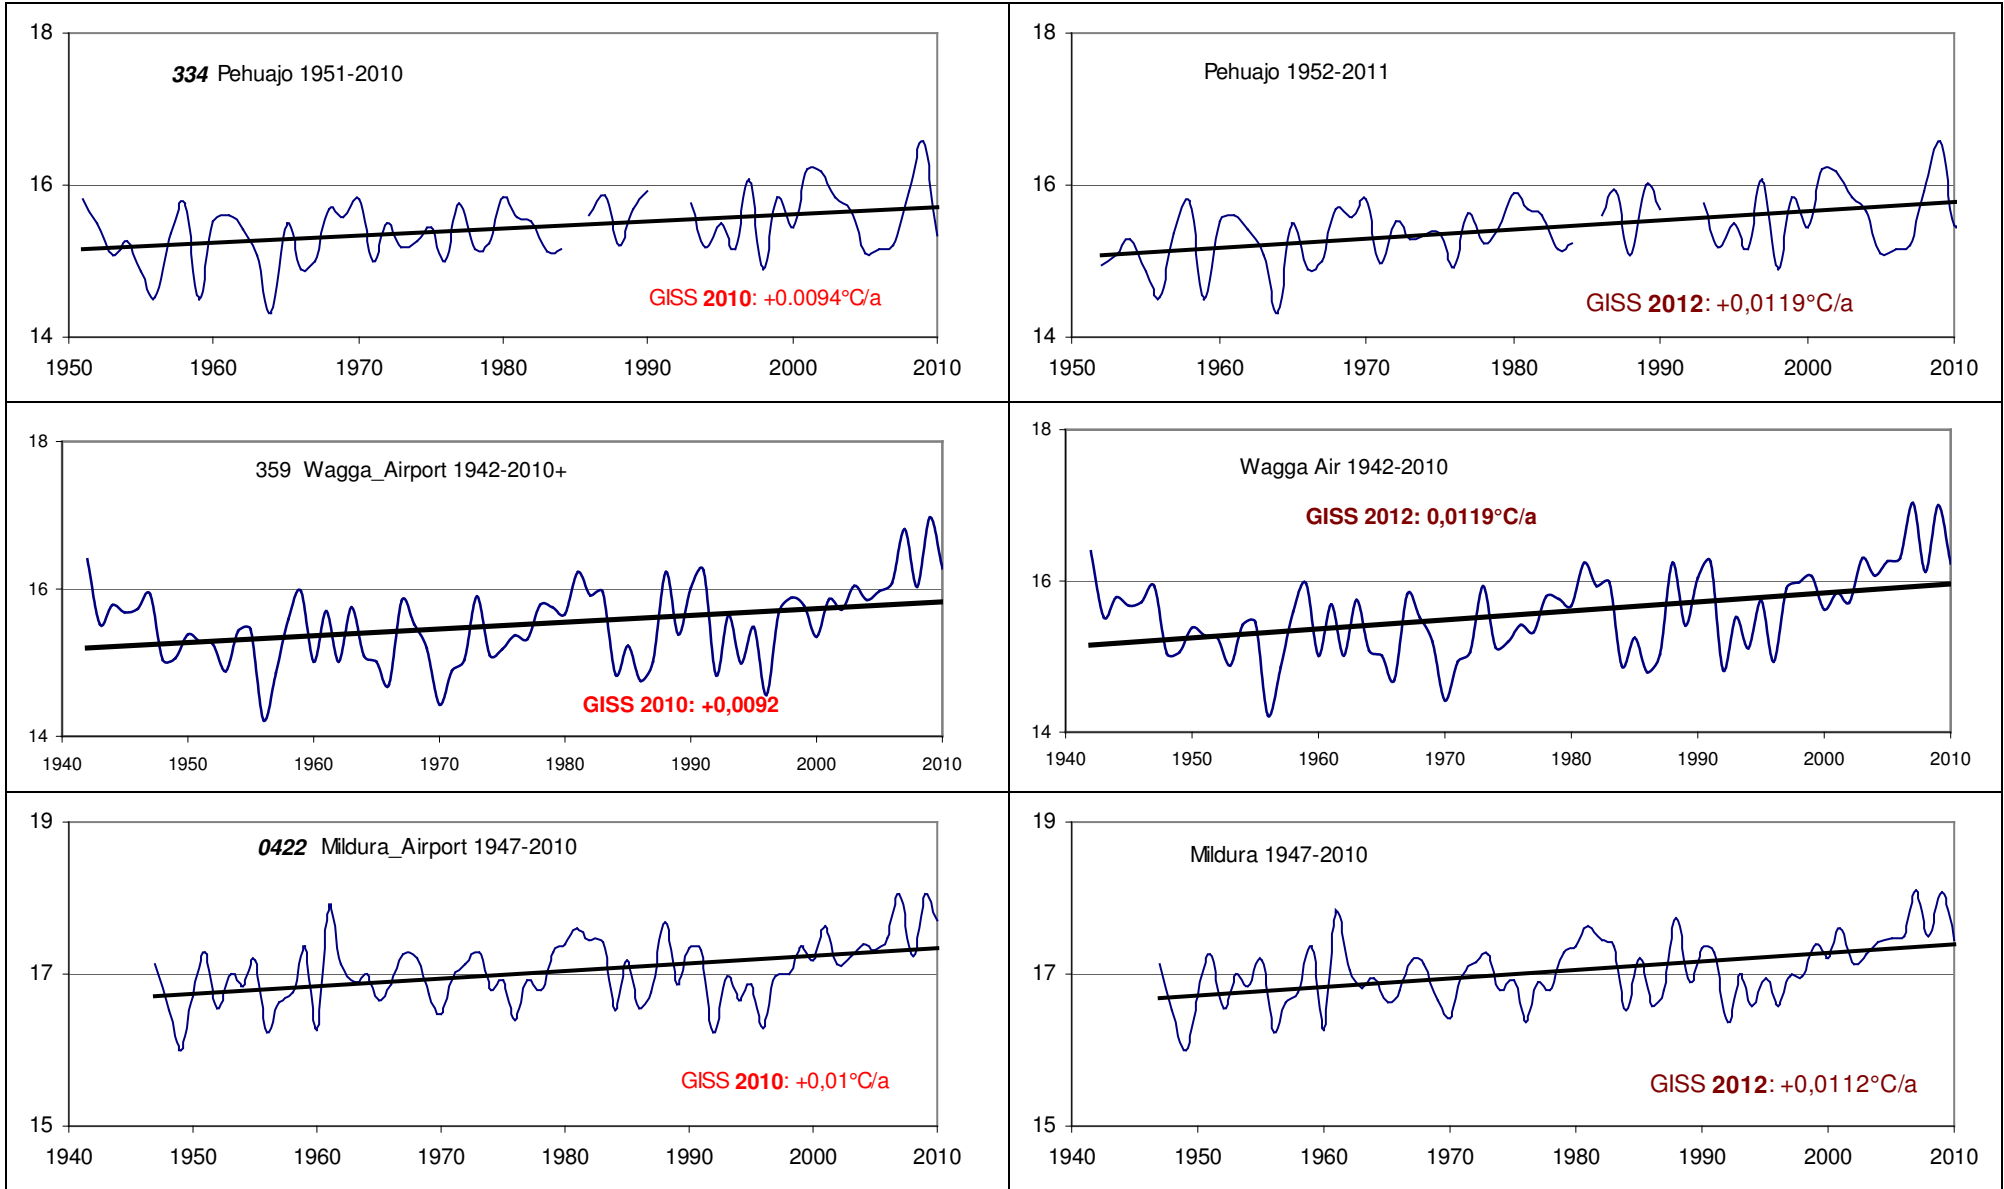 18
334 Pehuajo 1951-2010
16
GISS 2010: +0.0094°C/a
14
1950 1960 1970 1980 1990 2000 2010
18
Pehuajo 1952-2011
16
GISS 2012: +0,0119°C/a
14
1950 1960 1970 1980 1990 2000 2010
18
359 Wagga_Airport 1942-2010+
16
GISS 2010: +0,0092
14
1940 1950 1960 1970 1980 1990 2000 2010
18
Wagga Air 1942-2010
GISS 2012: 0,0119°C/a
16
14
1940 1950 1960 1970 1980 1990 2000 2010
19
0422 Mildura_Airport 1947-2010
17
GISS 2010: +0,01°C/a
15
1940 1950 1960 1970 1980 1990 2000 2010
19
Mildura 1947-2010
17
GISS 2012: +0,0112°C/a
15
1940 1950 1960 1970 1980 1990 2000 2010